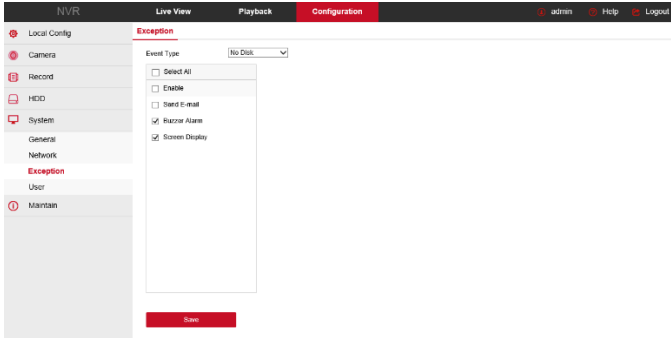 NVR Live View Playback Configuration admin Help Logout
Local Config
Camera
Record
HDD
System
General
Network
Exception
User
Maintain
Exception
Event Type No Disk
Select All
Enable
Send E-mail
Buzzer Alarm
Screen Display
Save